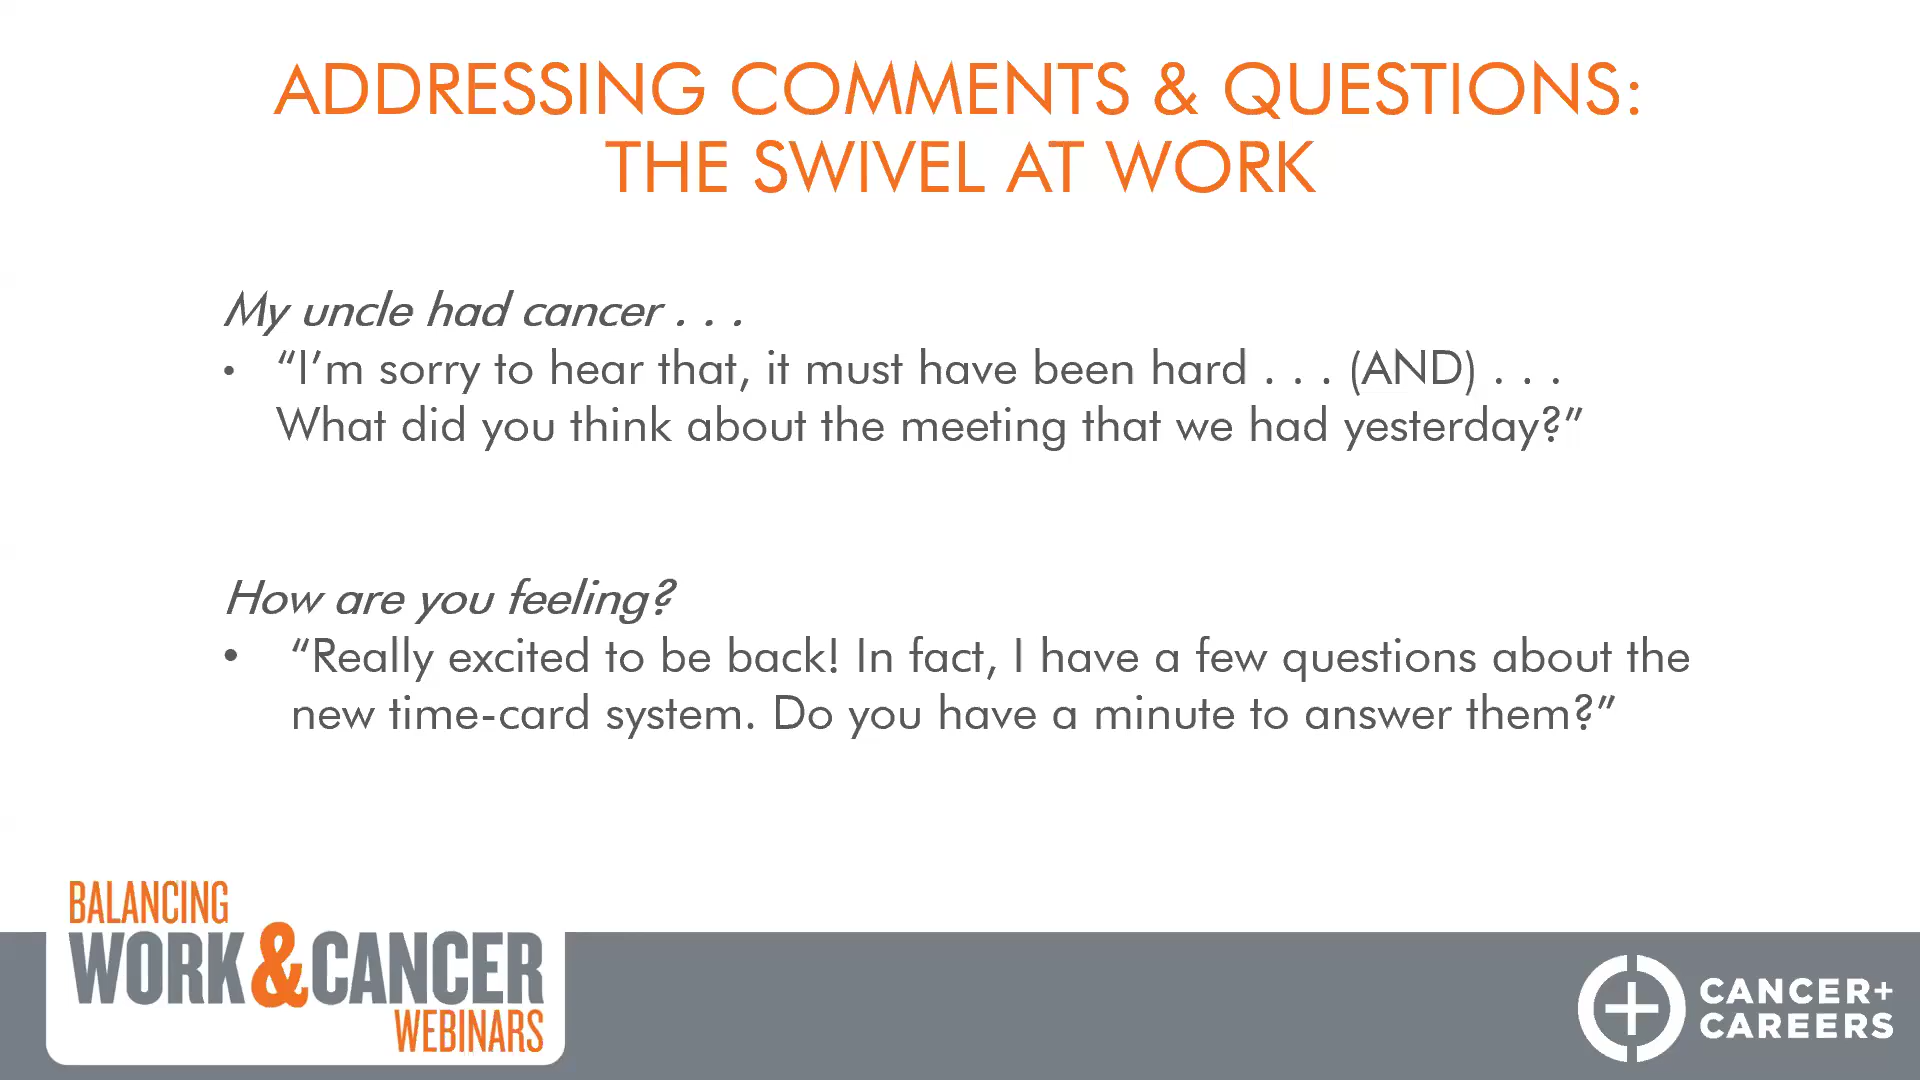 ADDRESSING COMMENTS & QUESTIONS:
THE SWIVEL AT WORK
My uncle had cancer . . .
• “I’m sorry to hear that, it must have been hard . . . (AND) . . .
What did you think about the meeting that we had yesterday?”
How are you feeling?
• “Really excited to be back! In fact, I have a few questions about the
new time-card system. Do you have a minute to answer them?”
BALANCING
WORK & CANCER
WEBINARS
CANCER+
CAREERS